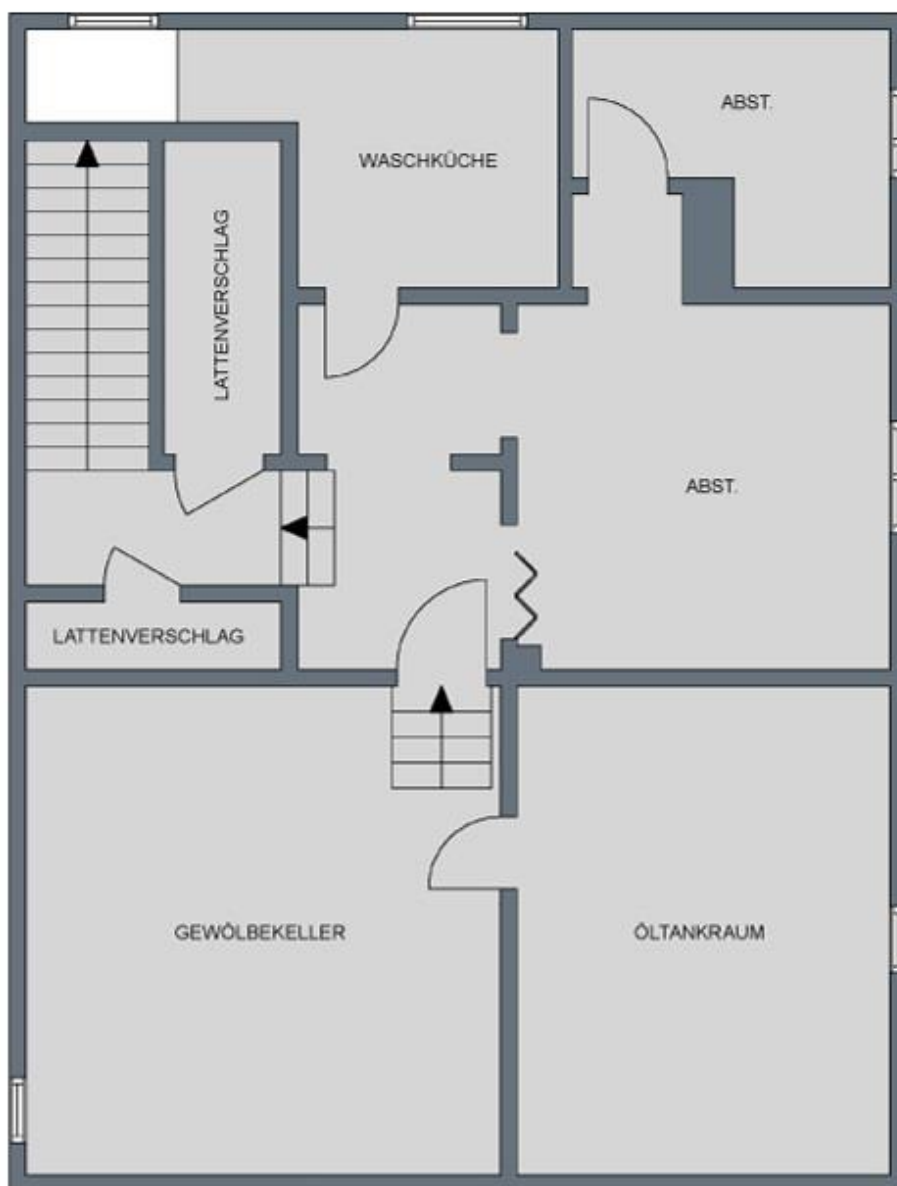 ABST.
WASCHKÜCHE
LATTENVERSCHLAG
ABST.
LATTENVERSCHLAG
GEWÖLBEKELLER
ÖLTANKRAUM